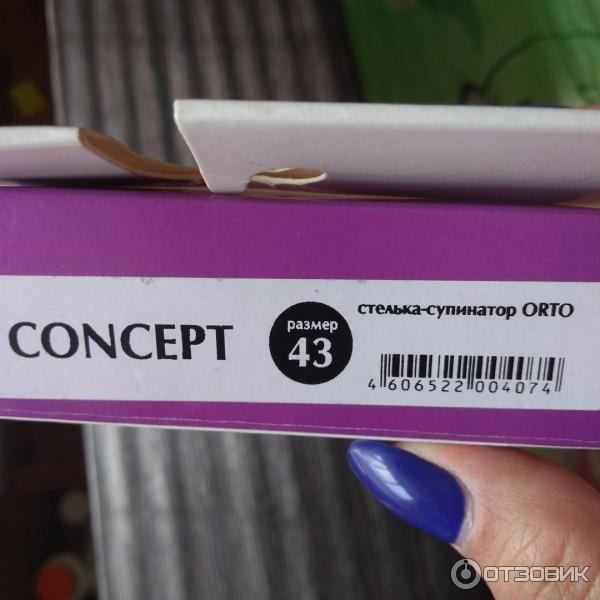 CONCEPT
размер
43
стелька-супинатор ORTO
4 606522 004074
ОТЗОВИК